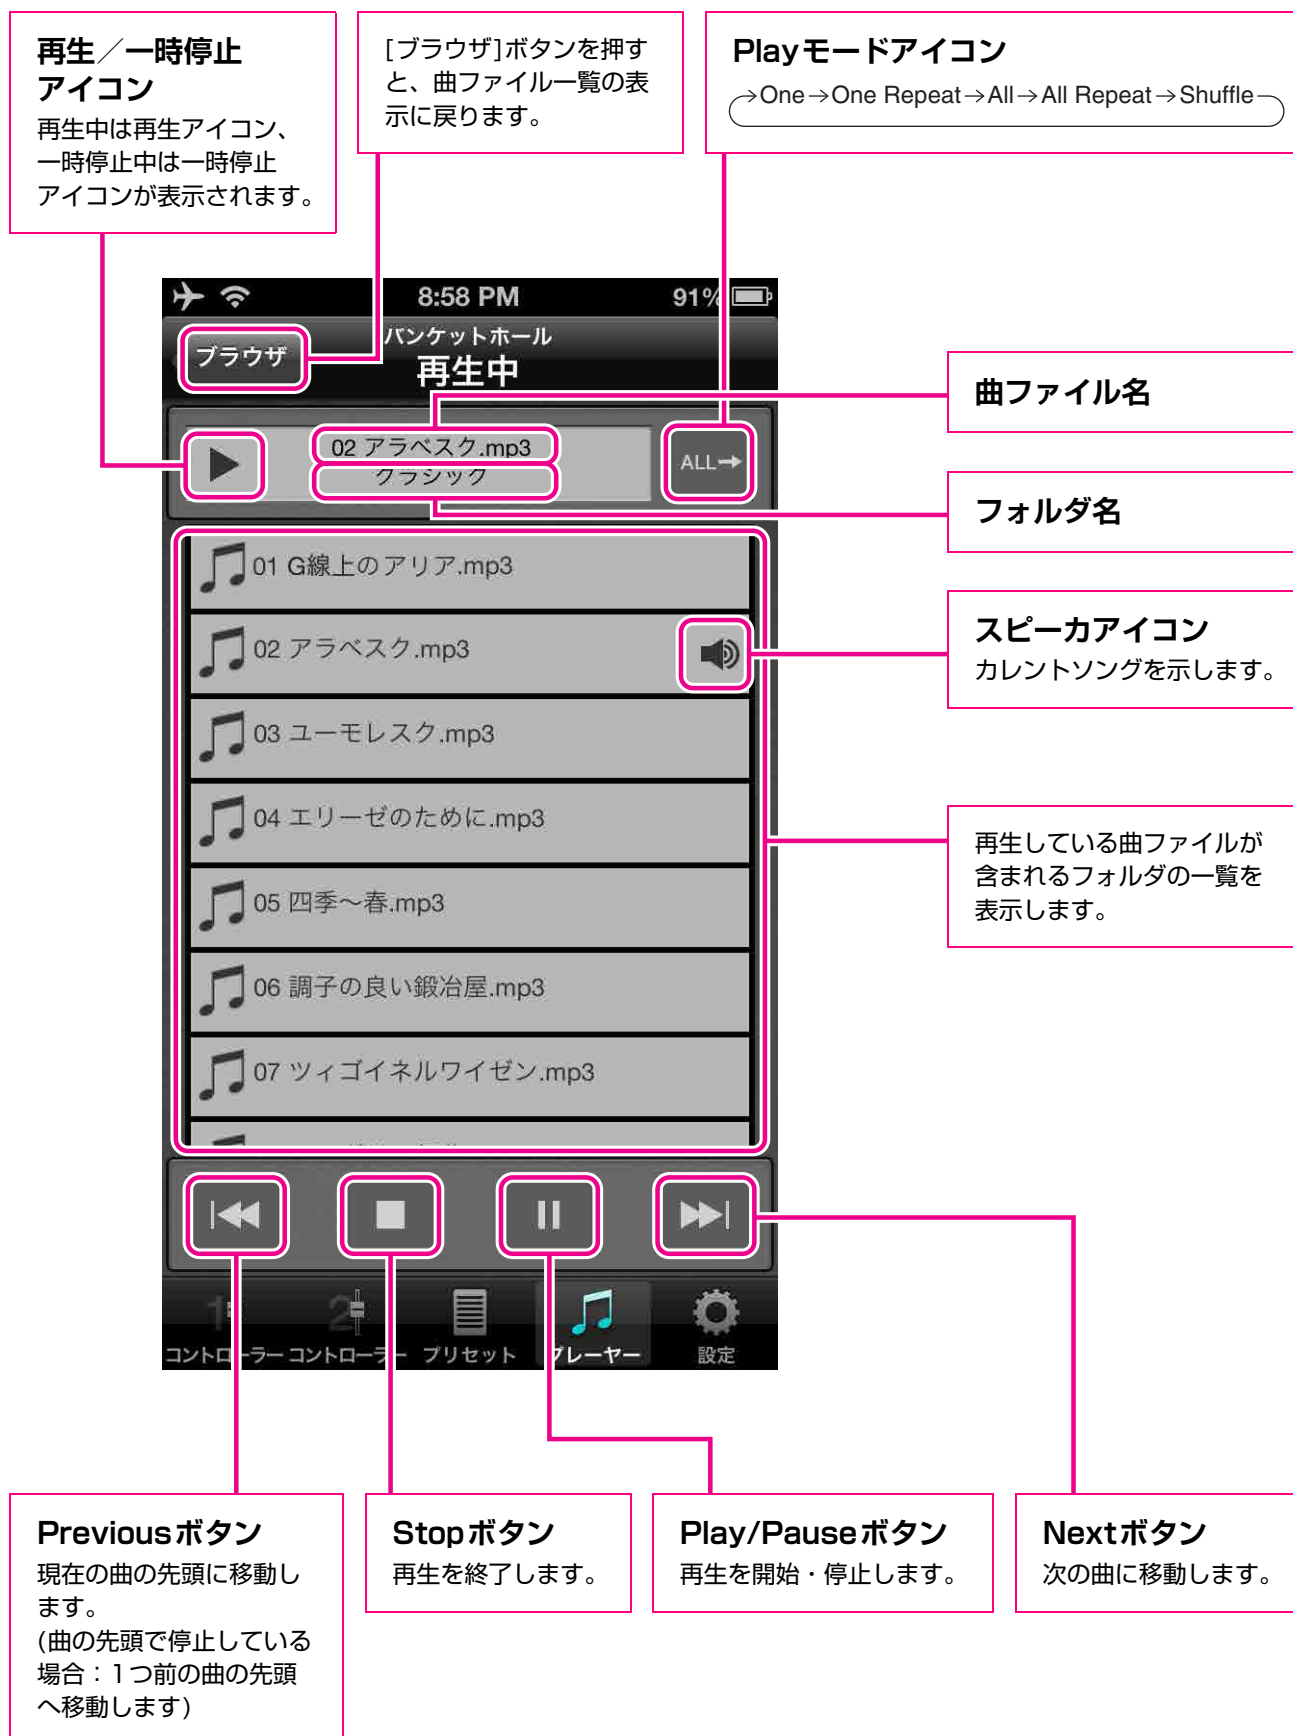 再生／一時停止
アイコン
再生中は再生アイコン、
一時停止中は一時停止
アイコンが表示されます。
[ブラウザ]ボタンを押す
と、曲ファイル一覧の表
示に戻ります。
Playモードアイコン
→One→One Repeat→All→All Repeat→Shuffle
8:58 PM
91%
ブラウザ
バンケットホール
再生中
02 アラベスク.mp3
クラシック
ALL→
曲ファイル名
フォルダ名
スピーカアイコン
カレントソングを示します。
再生している曲ファイルが
含まれるフォルダの一覧を
表示します。
01 G線上のアリア.mp3
02 アラベスク.mp3
03 ユーモレスク.mp3
04 エリーゼのために.mp3
05 四季～春.mp3
06 調子の良い鍛冶屋.mp3
07 ツィゴイネルワイゼン.mp3
1
2
コントローラー
コントローラー
プリセット
プレーヤー
設定
Previousボタン
現在の曲の先頭に移動し
ます。
(曲の先頭で停止している
場合：1つ前の曲の先頭
へ移動します)
Stopボタン
再生を終了します。
Play/Pauseボタン
再生を開始・停止します。
Nextボタン
次の曲に移動します。